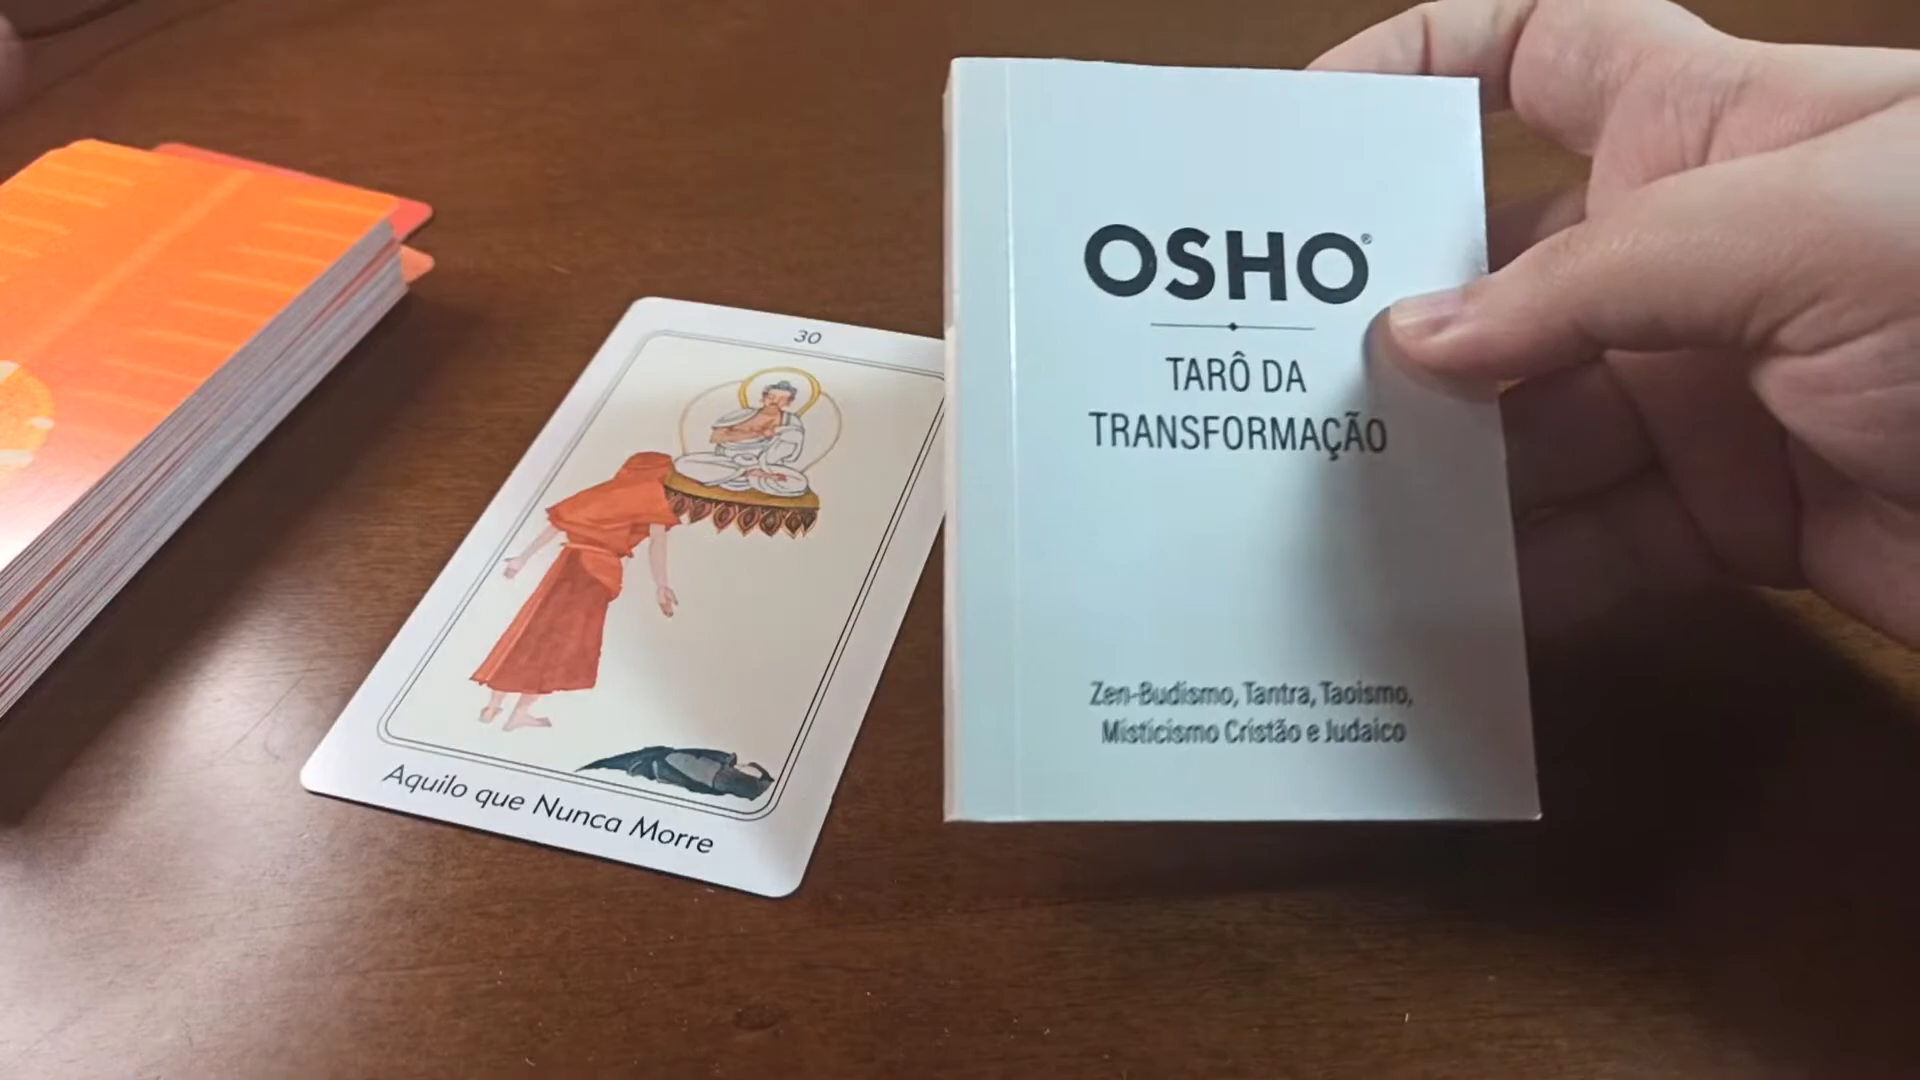 30
Aquilo que Nunca Morre
OSHO®
TARÔ DA
TRANSFORMAÇÃO
Zen-Budismo, Tantra, Taoismo,
Misticismo Cristão e Judaico